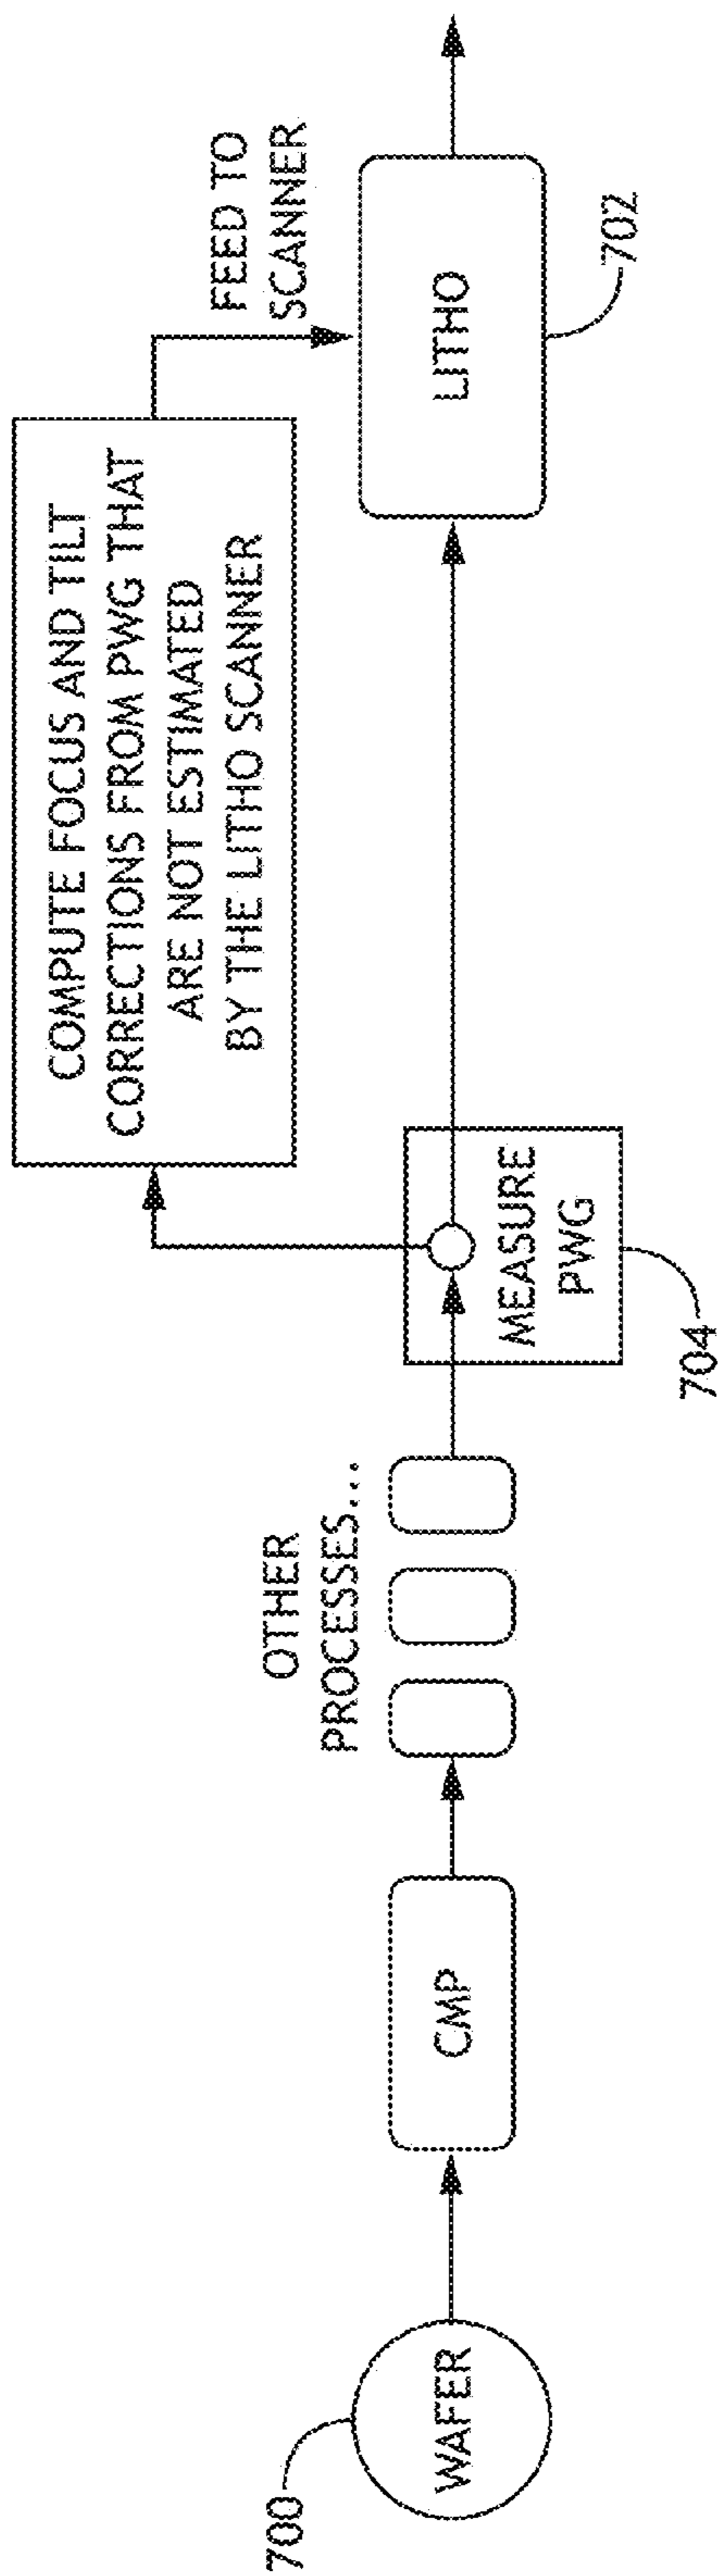 700
WAFER
CMP
OTHER
PROCESSES...
MEASURE
PWG
704
COMPUTE FOCUS AND TILT
CORRECTIONS FROM PWG THAT
ARE NOT ESTIMATED
BY THE LITHO SCANNER
FEED TO
SCANNER
LITHO
702